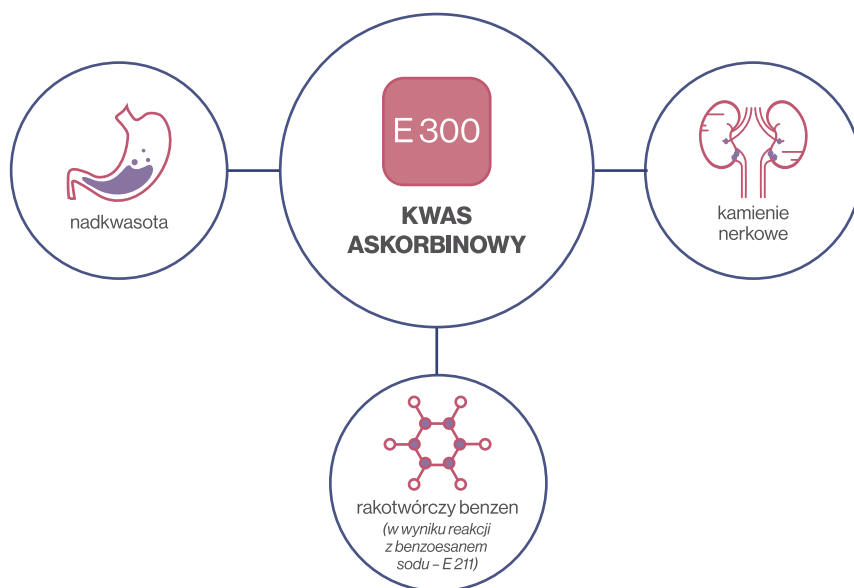 E 300
KWAS
ASKORBINOWY
nadkwasota
kamienie
nerkowe
rakotwórczy benzen
(w wyniku reakcji
z benzoesanem
sodu – E 211)